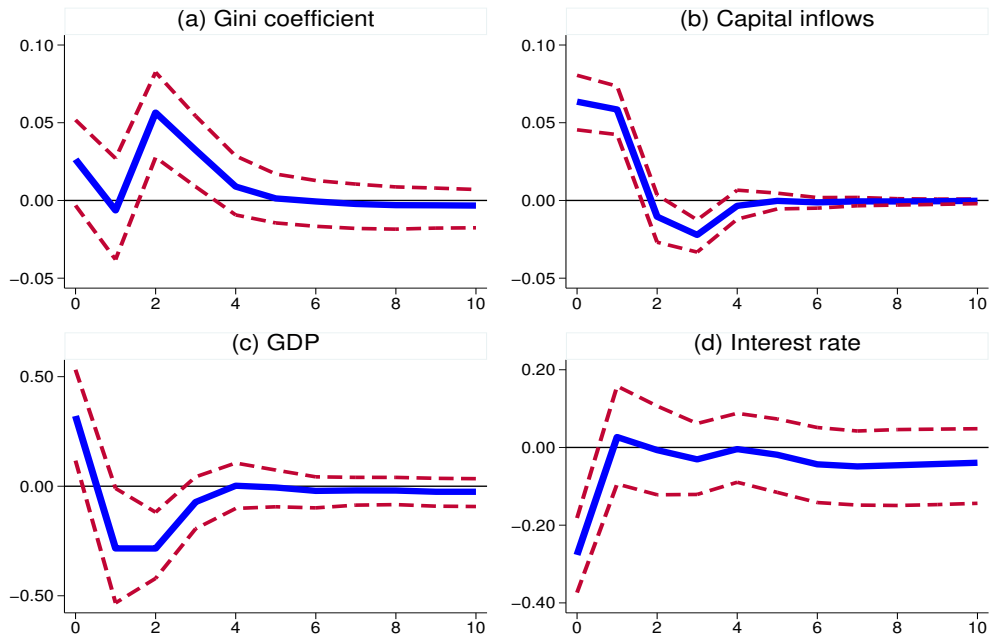 (a) Gini coefficient
0.10
0.05
0.00
−0.05
0 2 4 6 8 10
(b) Capital inflows
0.10
0.05
0.00
−0.05
0 2 4 6 8 10
(c) GDP
0.50
0.00
−0.50
0 2 4 6 8 10
(d) Interest rate
0.20
0.00
−0.20
−0.40
0 2 4 6 8 10